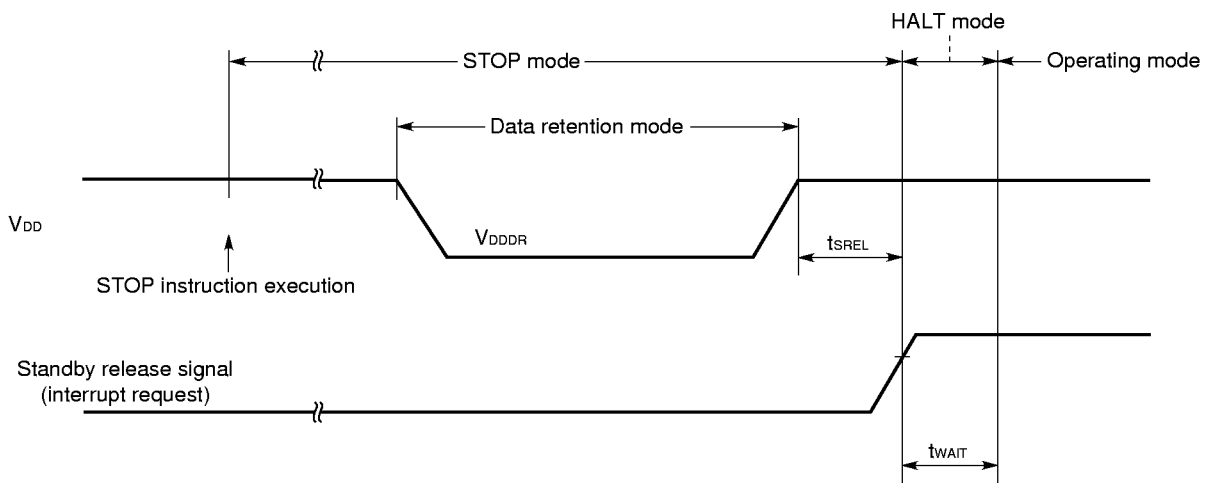 HALT mode
STOP mode
Operating mode
Data retention mode
VDD
VDDDR
tSREL
STOP instruction execution
Standby release signal
(interrupt request)
tWAIT